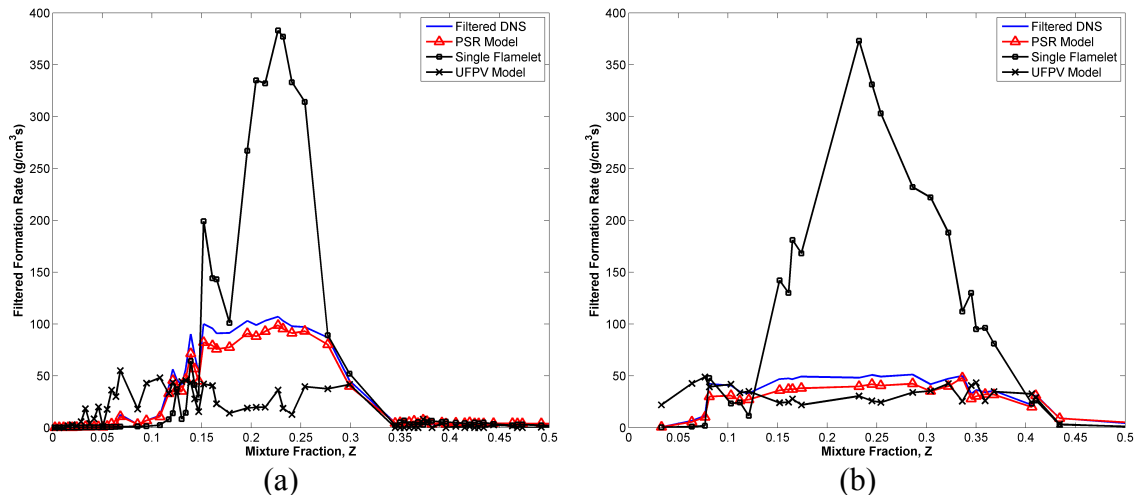 400
350
300
250
200
150
100
50
0
Filtered Formation Rate (g/cm³s)
Filtered DNS
PSR Model
Single Flamelet
UFPV Model
0 0.05 0.1 0.15 0.2 0.25 0.3 0.35 0.4 0.45 0.5
Mixture Fraction, Z
(a)
400
350
300
250
200
150
100
50
0
Filtered Formation Rate (g/cm³s)
Filtered DNS
PSR Model
Single Flamelet
UFPV Model
0 0.05 0.1 0.15 0.2 0.25 0.3 0.35 0.4 0.45 0.5
Mixture Fraction, Z
(b)